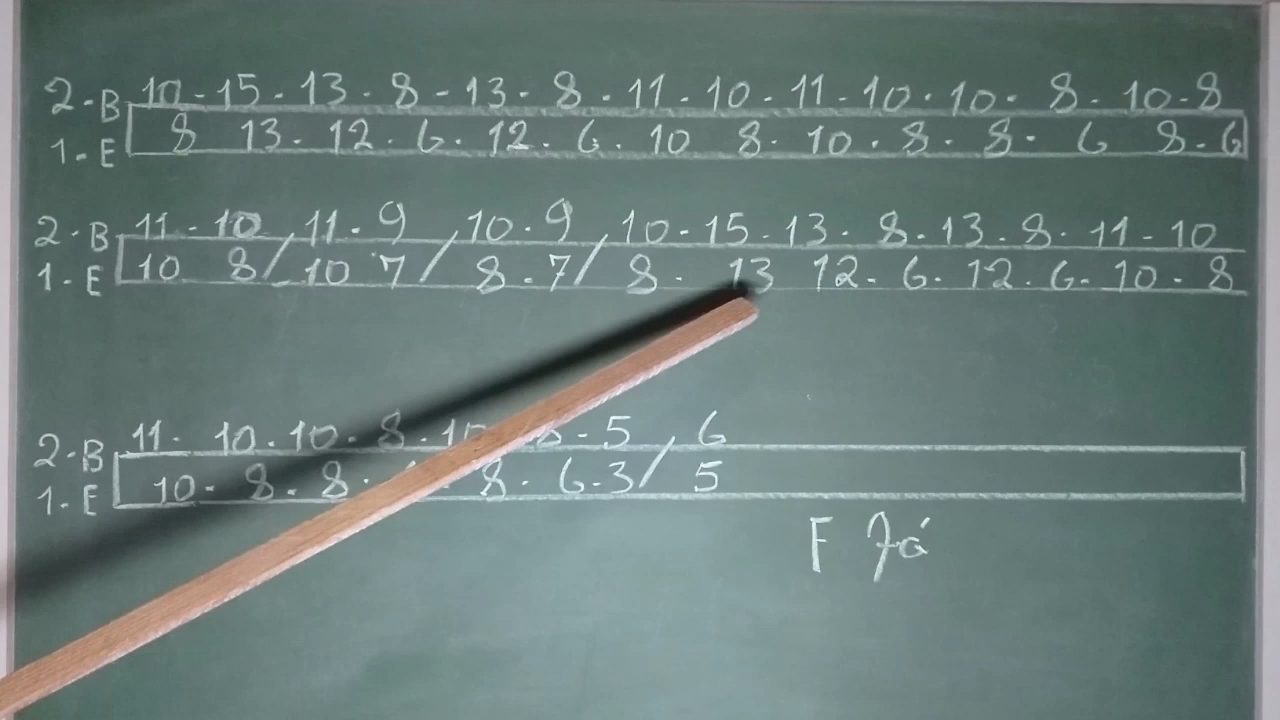 2-B 10-15-13-8-13-8-11-10-11-10-10-8-10-8
1-E 8 13-12-6-12-6-10 8-10-8-8-6 8-6
2-B 11-10/11-9/10-9/10-15-13-8-13-8-11-10
1-E 10 8/10 7/8-7/8-13 12-6-12-6-10-8
2-B 11-10-10-8-10 -5/6
1-E 10-8-8- 8-6-3/5
F Já